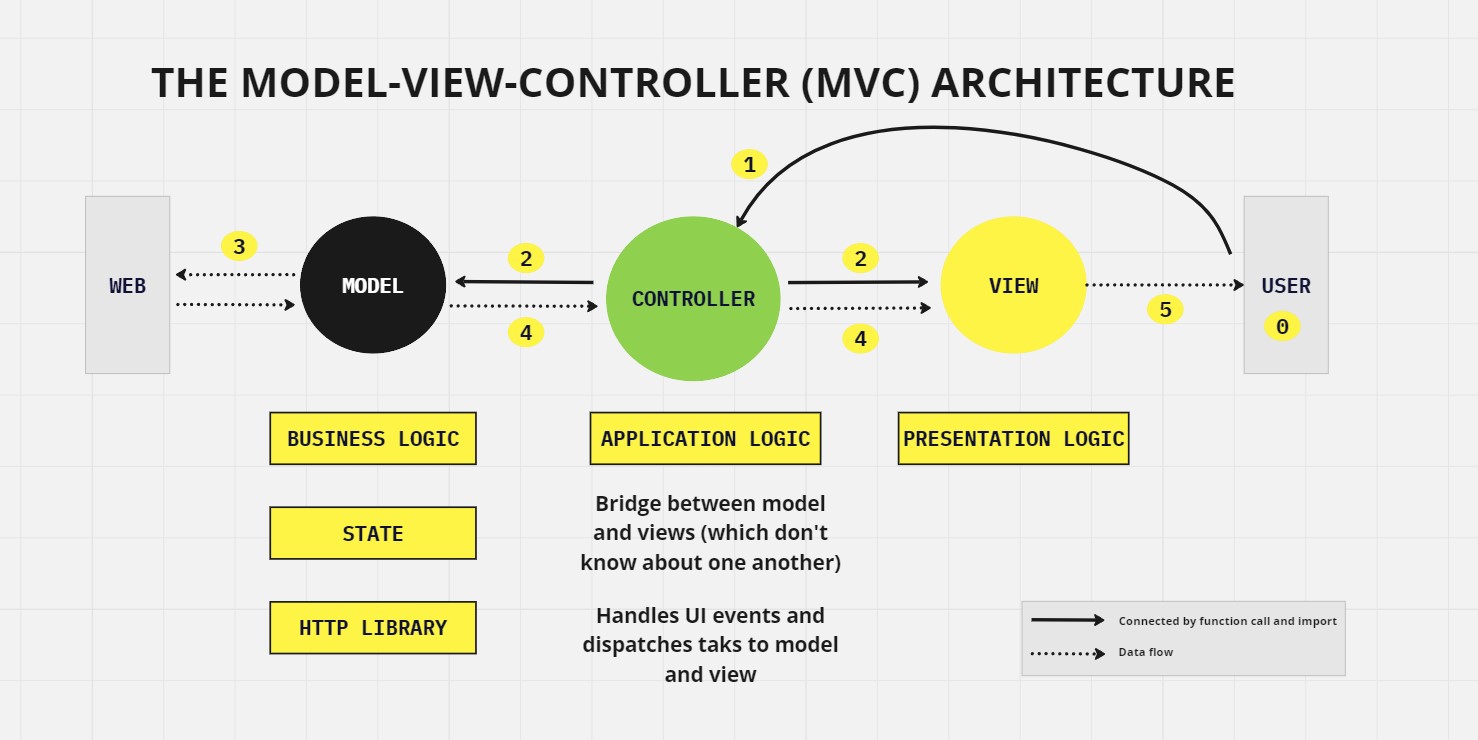 THE MODEL-VIEW-CONTROLLER (MVC) ARCHITECTURE
1
3
2
2
WEB
MODEL
CONTROLLER
VIEW
USER
4
4
5
0
BUSINESS LOGIC
APPLICATION LOGIC
PRESENTATION LOGIC
STATE
HTTP LIBRARY
Bridge between model
and views (which don't
know about one another)
Handles UI events and
dispatches taks to model
and view
Connected by function call and import
Data flow